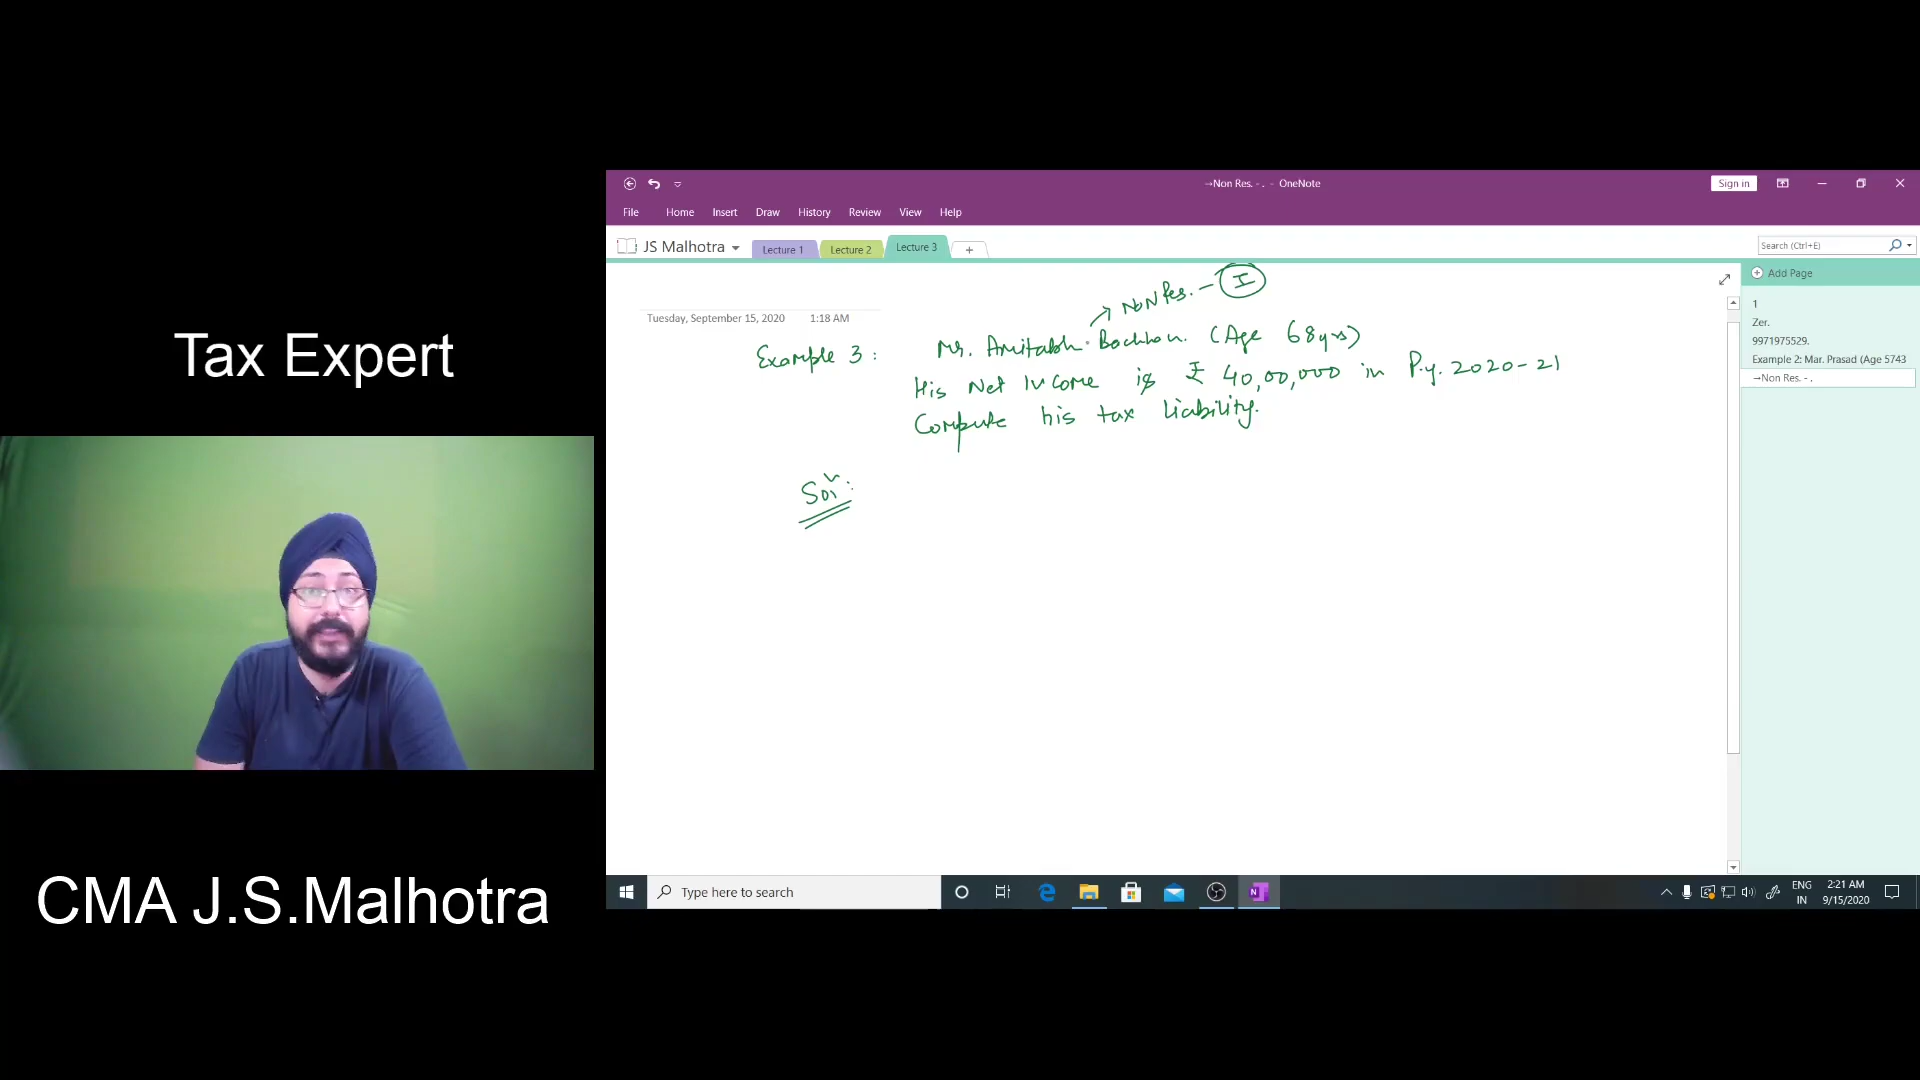 Tax Expert
CMA J.S.Malhotra
→Non Res. - . - OneNote
Sign in
File Home Insert Draw History Review View Help
JS Malhotra Lecture 1 Lecture 2 Lecture 3 +
Search (Ctrl+E)
Add Page
1
Zer.
9971975529.
Example 2: Mar. Prasad (Age 5743
→Non Res. - .
Tuesday, September 15, 2020 1:18 AM
→ Non Res. - I
Example 3 : Mr. Amitabh Bachhan. (Age 68yrs)
His Net Income is ₹ 40,00,000 in P.y. 2020-21
Compute his tax liability.
Soln:
Type here to search
ENG
IN
2:21 AM
9/15/2020